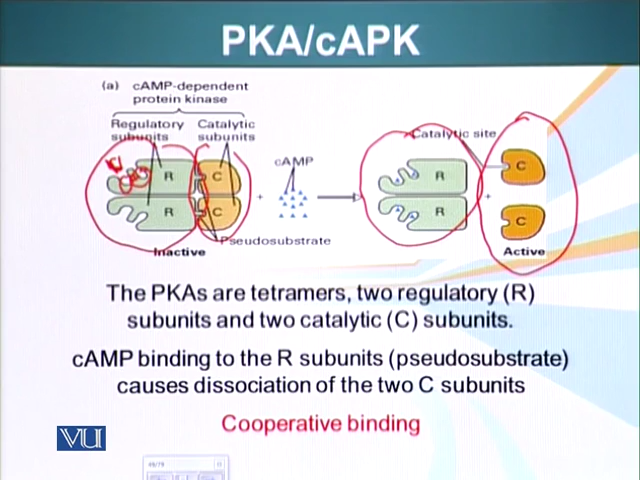 PKA/cAPK
(a) cAMP-dependent
protein kinase
Regulatory Catalytic
subunits subunits
Catalytic site
cAMP
R C
R C
+
R
R
+
C
C
Pseudosubstrate
Inactive
Active
The PKAs are tetramers, two regulatory (R)
subunits and two catalytic (C) subunits.
cAMP binding to the R subunits (pseudosubstrate)
causes dissociation of the two C subunits
Cooperative binding
VU